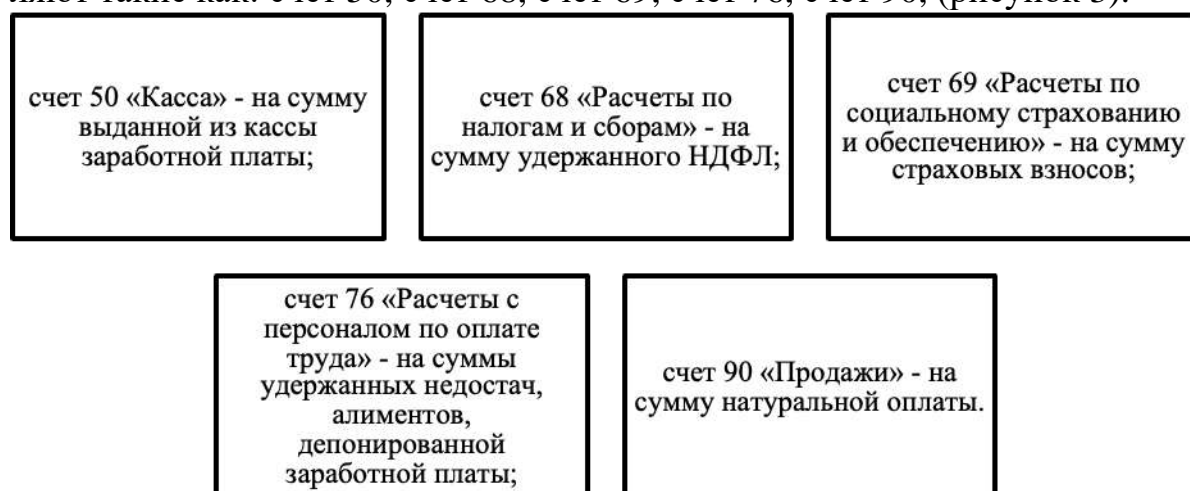 счет 50 «Касса» - на сумму
выданной из кассы
заработной платы;
счет 68 «Расчеты по
налогам и сборам» - на
сумму удержанного НДФЛ;
счет 69 «Расчеты по
социальному страхованию
и обеспечению» - на сумму
страховых взносов;
счет 76 «Расчеты с
персоналом по оплате
труда» - на суммы
удержанных недостач,
алиментов,
депонированной
заработной платы;
счет 90 «Продажи» - на
сумму натуральной оплаты.